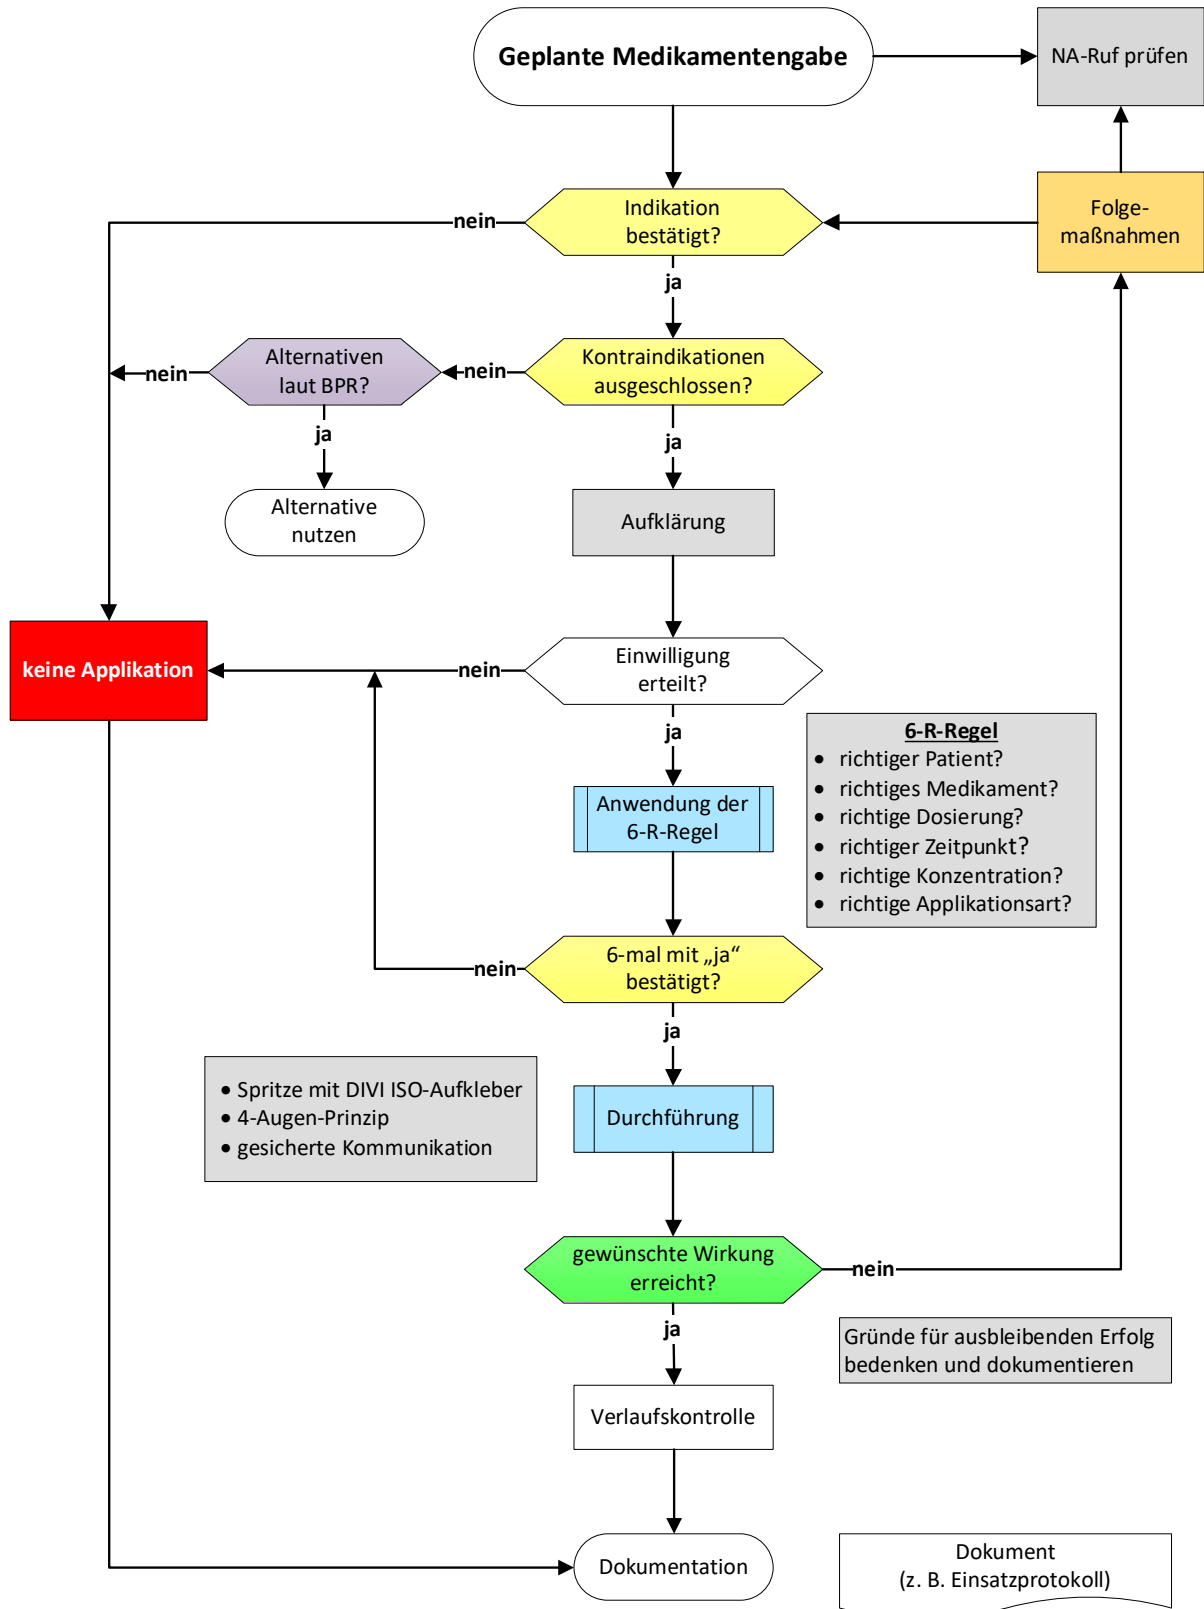 Geplante Medikamentengabe
NA-Ruf prüfen
Indikation
bestätigt?
nein
Folge-
maßnahmen
ja
Kontraindikationen
ausgeschlossen?
nein
Alternativen
laut BPR?
nein
ja
Alternative
nutzen
ja
Aufklärung
Einwilligung
erteilt?
nein
keine Applikation
ja
6-R-Regel
• richtiger Patient?
• richtiges Medikament?
• richtige Dosierung?
• richtiger Zeitpunkt?
• richtige Konzentration?
• richtige Applikationsart?
Anwendung der
6-R-Regel
6-mal mit „ja“
bestätigt?
nein
ja
• Spritze mit DIVI ISO-Aufkleber
• 4-Augen-Prinzip
• gesicherte Kommunikation
Durchführung
gewünschte Wirkung
erreicht?
nein
ja
Gründe für ausbleibenden Erfolg
bedenken und dokumentieren
Verlaufskontrolle
Dokumentation
Dokument
(z. B. Einsatzprotokoll)